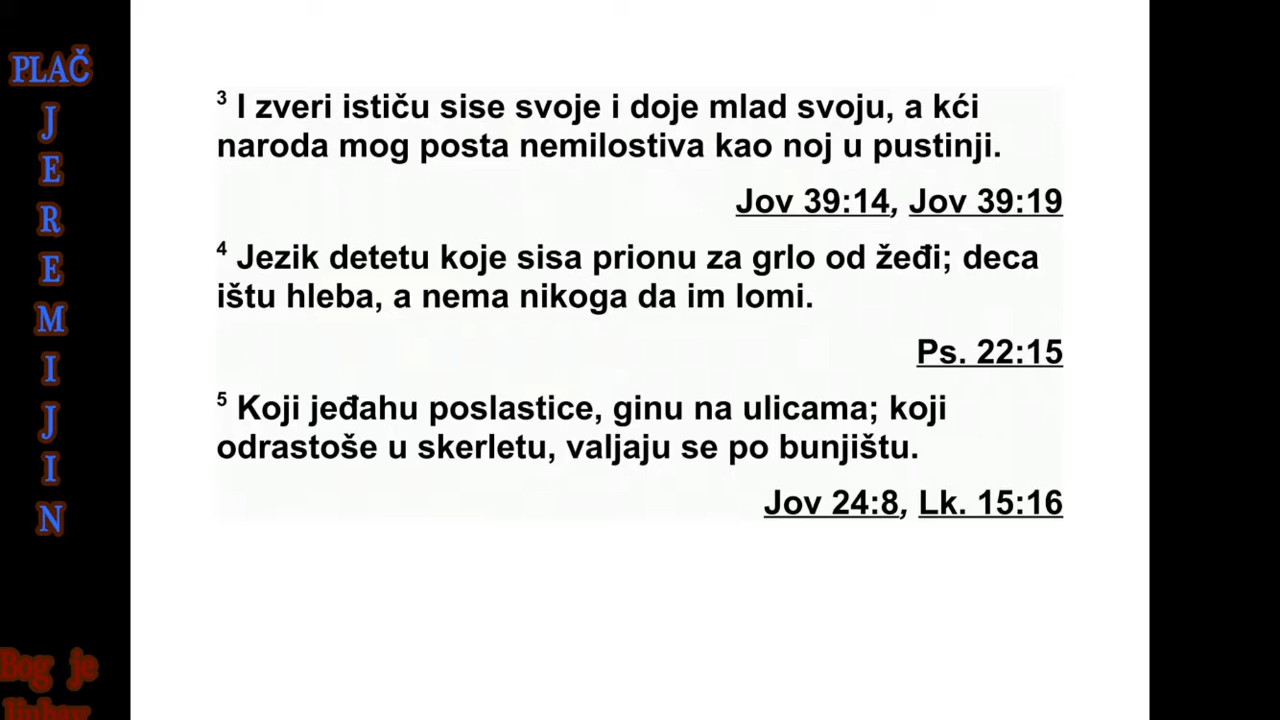 PLAČ
J
E
R
E
M
I
J
I
N
3 I zveri ističu sise svoje i doje mlad svoju, a kći
naroda mog posta nemilostiva kao noj u pustinji.
Jov 39:14, Jov 39:19
4 Jezik detetu koje sisa prionu za grlo od žeđi; deca
ištu hleba, a nema nikoga da im lomi.
Ps. 22:15
5 Koji jeđahu poslastice, ginu na ulicama; koji
odrastoše u skerletu, valjaju se po bunjištu.
Jov 24:8, Lk. 15:16
Bog je
ljubav